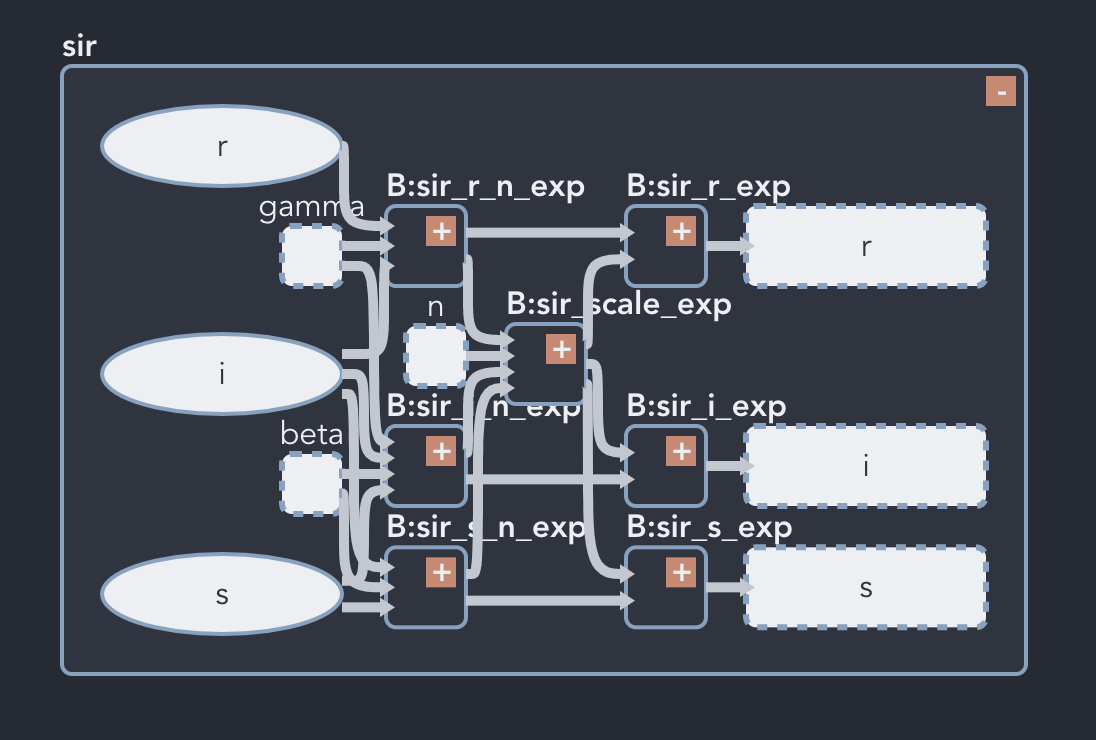 sir
-
r
B:sir_r_n_exp
B:sir_r_exp
gamma
+
+
r
n
B:sir_scale_exp
+
i
B:sir_i_n_exp
B:sir_i_exp
beta
+
+
i
B:sir_s_n_exp
B:sir_s_exp
+
+
s
s